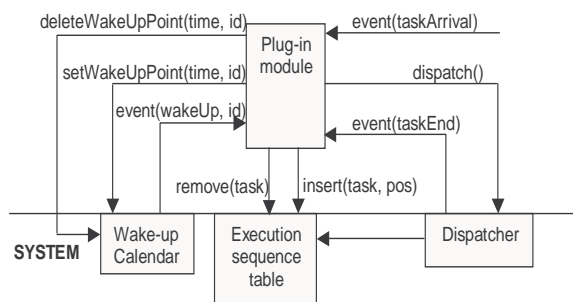 deleteWakeUpPoint(time, id)
Plug-in
module
event(taskArrival)
setWakeUpPoint(time, id)
dispatch()
event(wakeUp, id)
event(taskEnd)
remove(task)
insert(task, pos)
SYSTEM
Wake-up
Calendar
Execution
sequence
table
Dispatcher